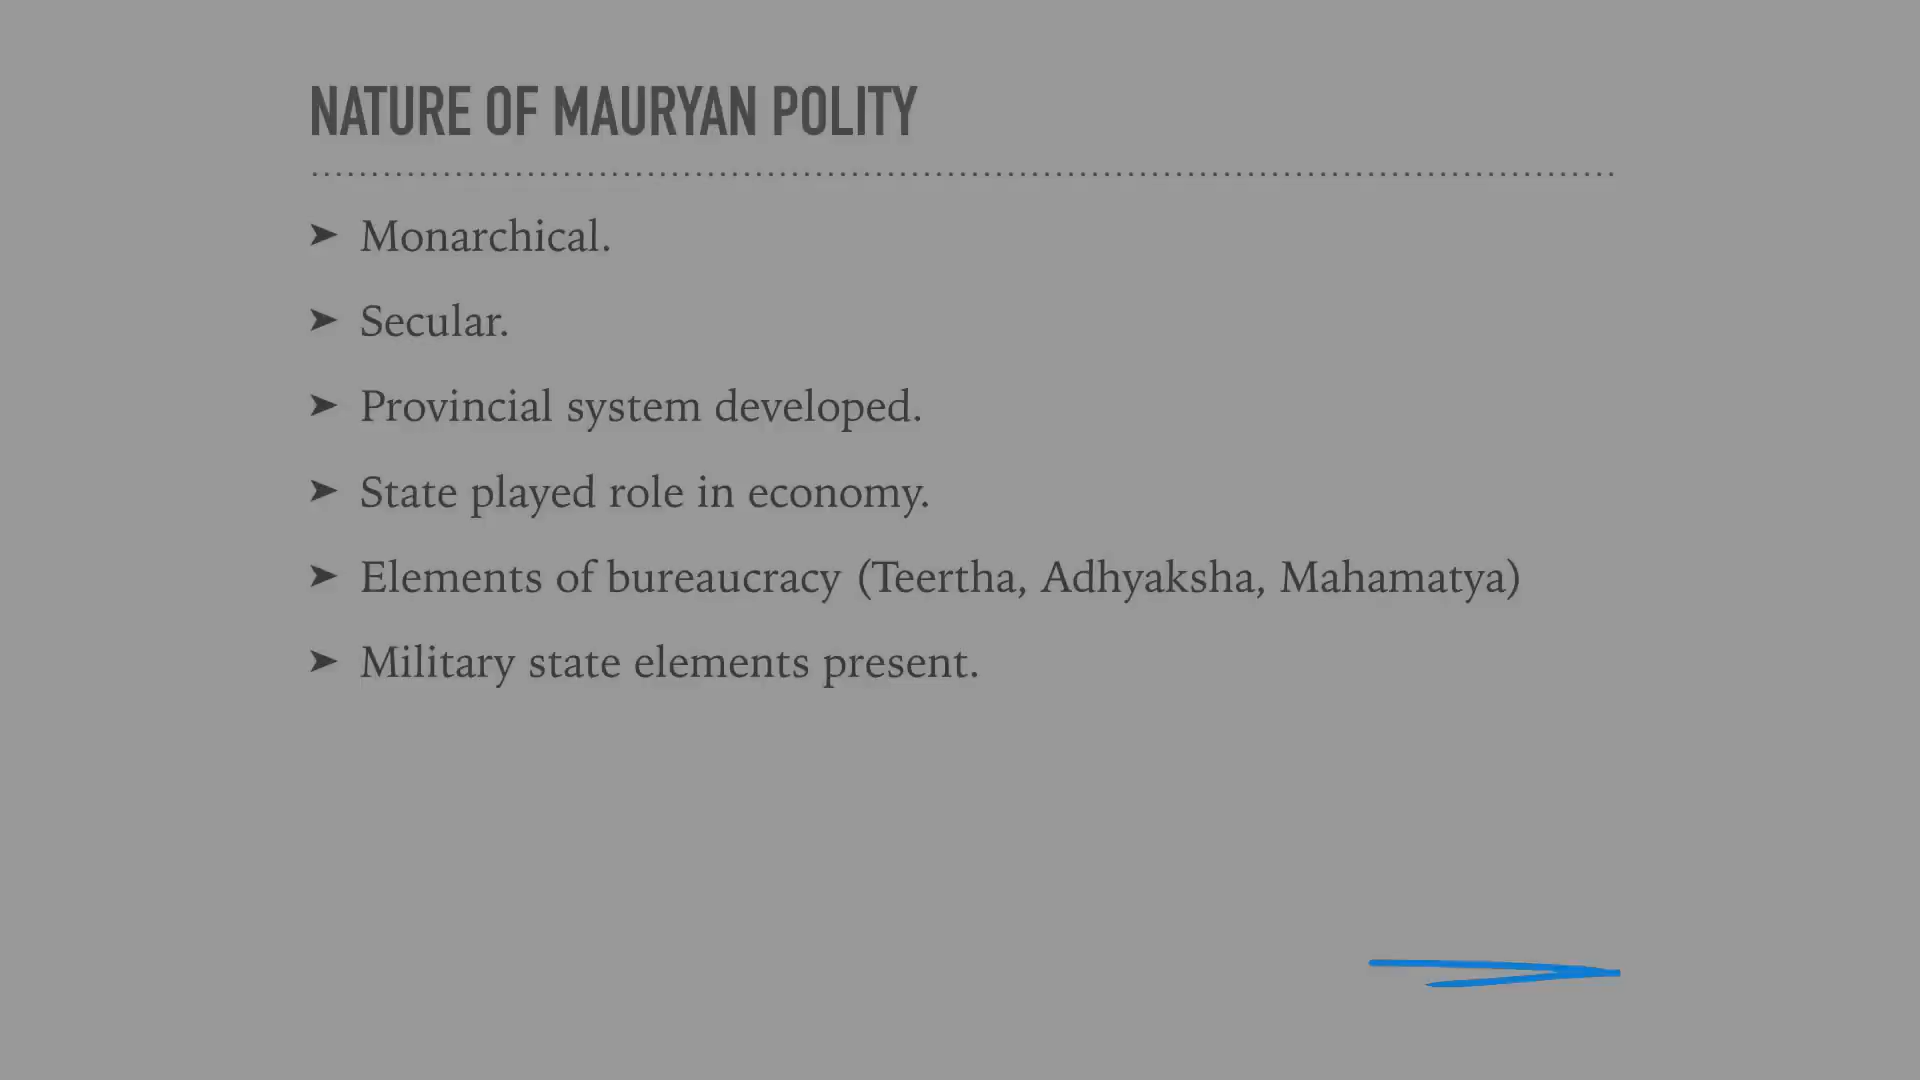 NATURE OF MAURYAN POLITY
➤ Monarchical.
➤ Secular.
➤ Provincial system developed.
➤ State played role in economy.
➤ Elements of bureaucracy (Teertha, Adhyaksha, Mahamatya)
➤ Military state elements present.